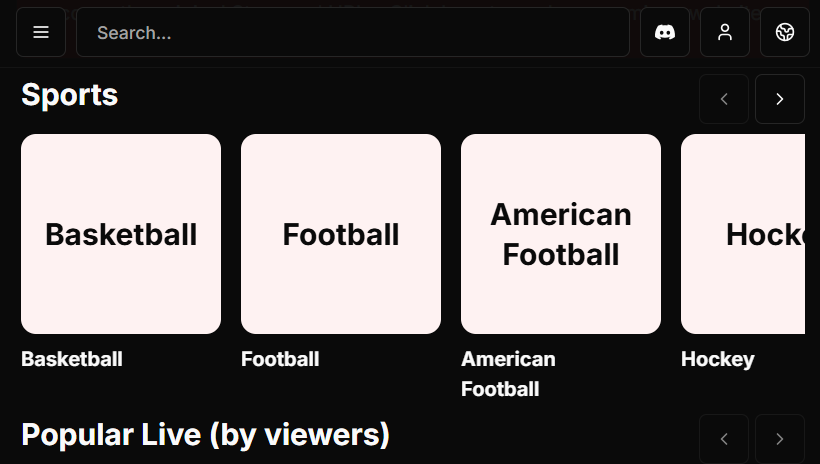 Search...
Sports
Basketball
Football
American
Football
Hocke
Basketball
Football
American
Football
Hockey
Popular Live (by viewers)